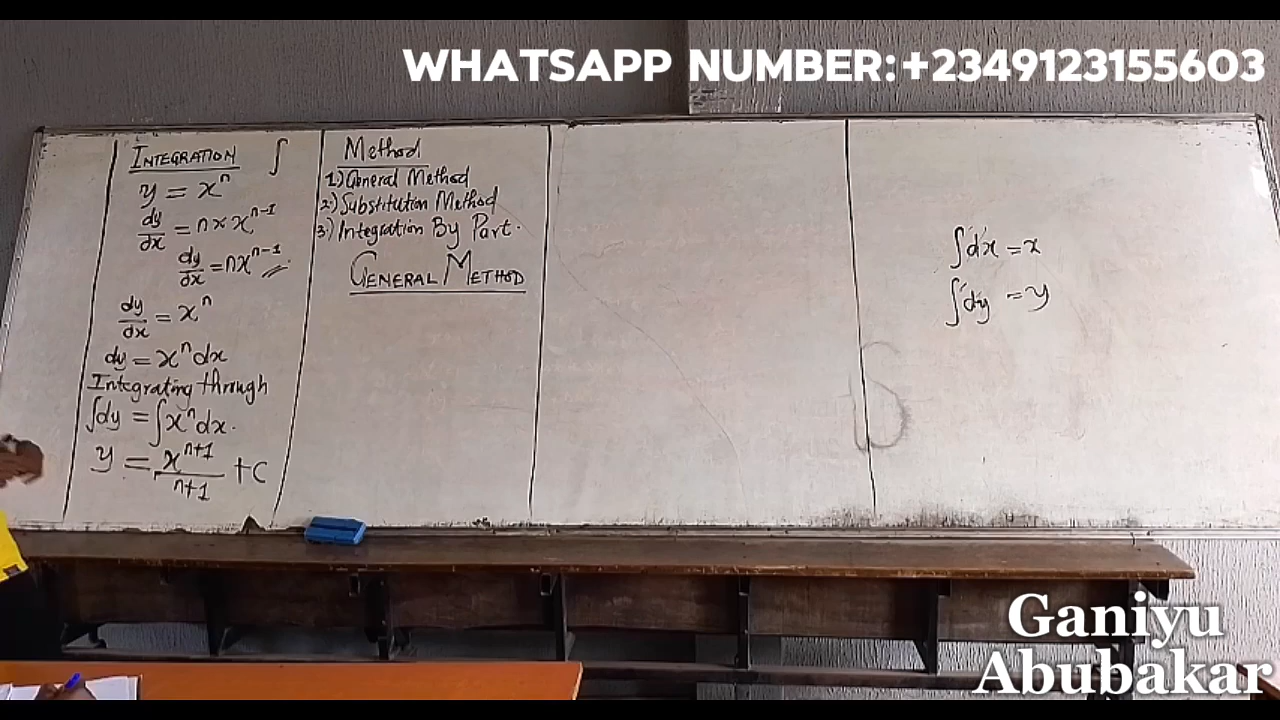 WHATSAPP NUMBER:+2349123155603
INTEGRATION ∫
y = x^n
dy/dx = n × x^{n-1}
dy/dx = nx^{n-1}
dy/dx = x^n
dy = x^n dx
Integrating through
∫dy = ∫x^n dx.
y = x^{n+1}/n+1 + C
Method
1) General Method
2) Substitution Method
3) Integration By Part.
GENERAL METHOD
∫dx = x
∫dy = y
Ganiyu
Abubakar